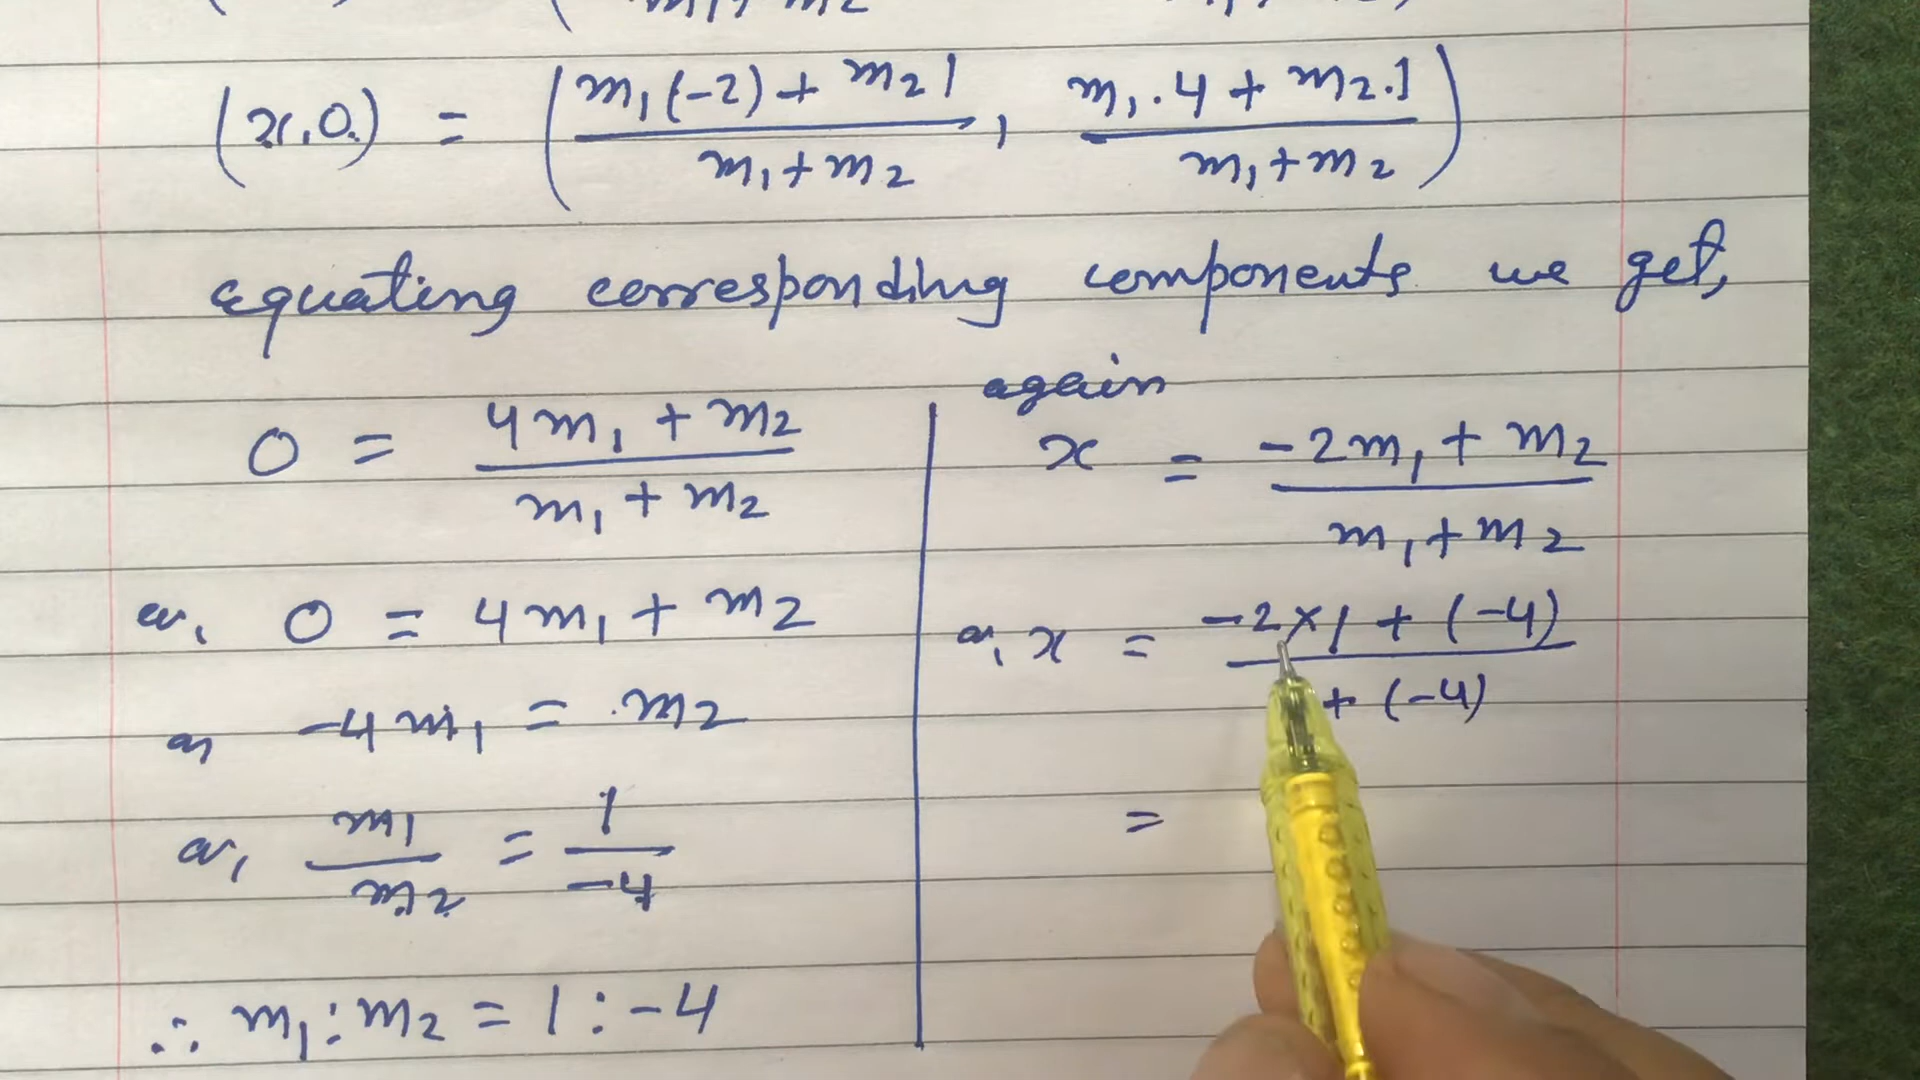 (x, 0) = ( m₁(-2) + m₂1 / m₁+m₂ , m₁·4 + m₂·1 / m₁+m₂ )
equating corresponding components we get,
0 = 4m₁ + m₂ / m₁ + m₂
or, 0 = 4m₁ + m₂
or -4m₁ = m₂
or, m₁/m₂ = 1/-4
∴ m₁ : m₂ = 1 : -4
again
x = -2m₁ + m₂ / m₁+m₂
or, x = -2×1 + (-4) / + (-4)
=